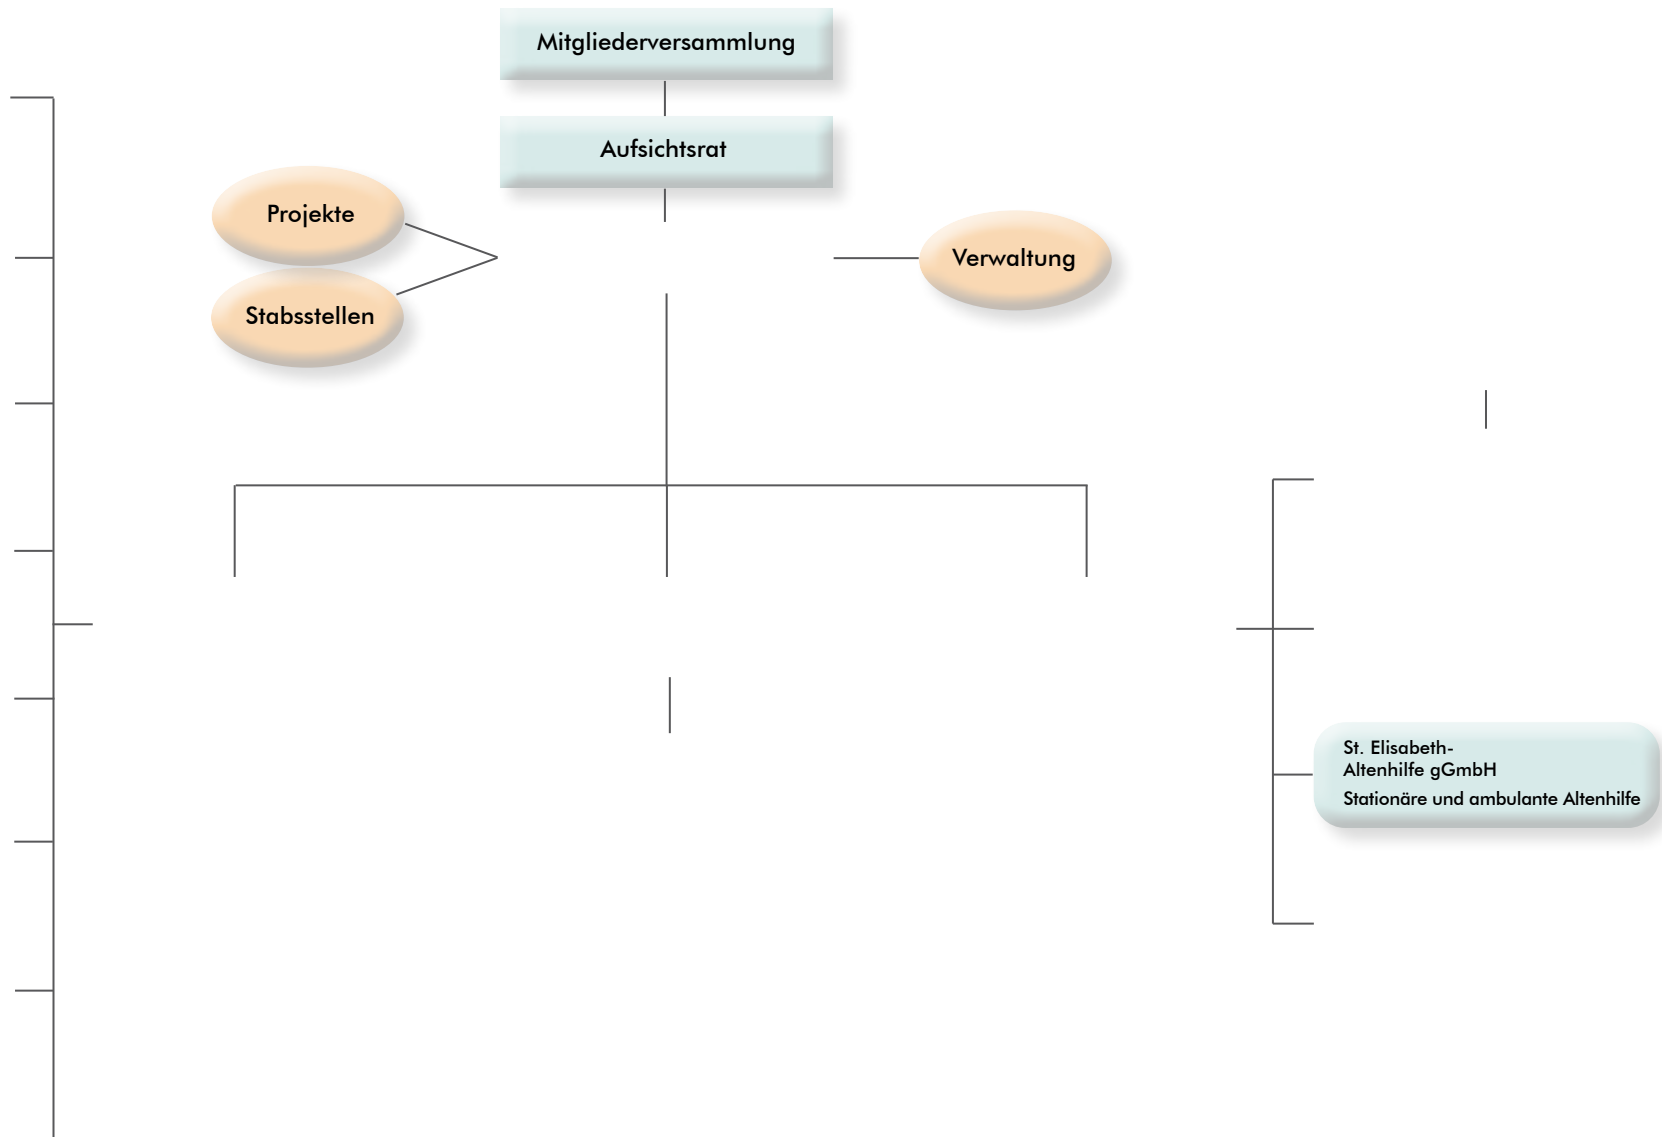 Mitgliederversammlung
Aufsichtsrat
Projekte
Verwaltung
Stabsstellen
St. Elisabeth-
Altenhilfe gGmbH
Stationäre und ambulante Altenhilfe